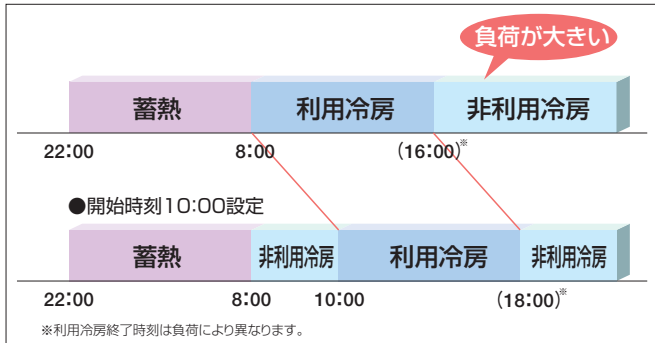 負荷が大きい
蓄熱 利用冷房 非利用冷房
22:00 8:00 (16:00)※
●開始時刻10:00設定
蓄熱 非利用冷房 利用冷房 非利用冷房
22:00 8:00 10:00 (18:00)※
※利用冷房終了時刻は負荷により異なります。